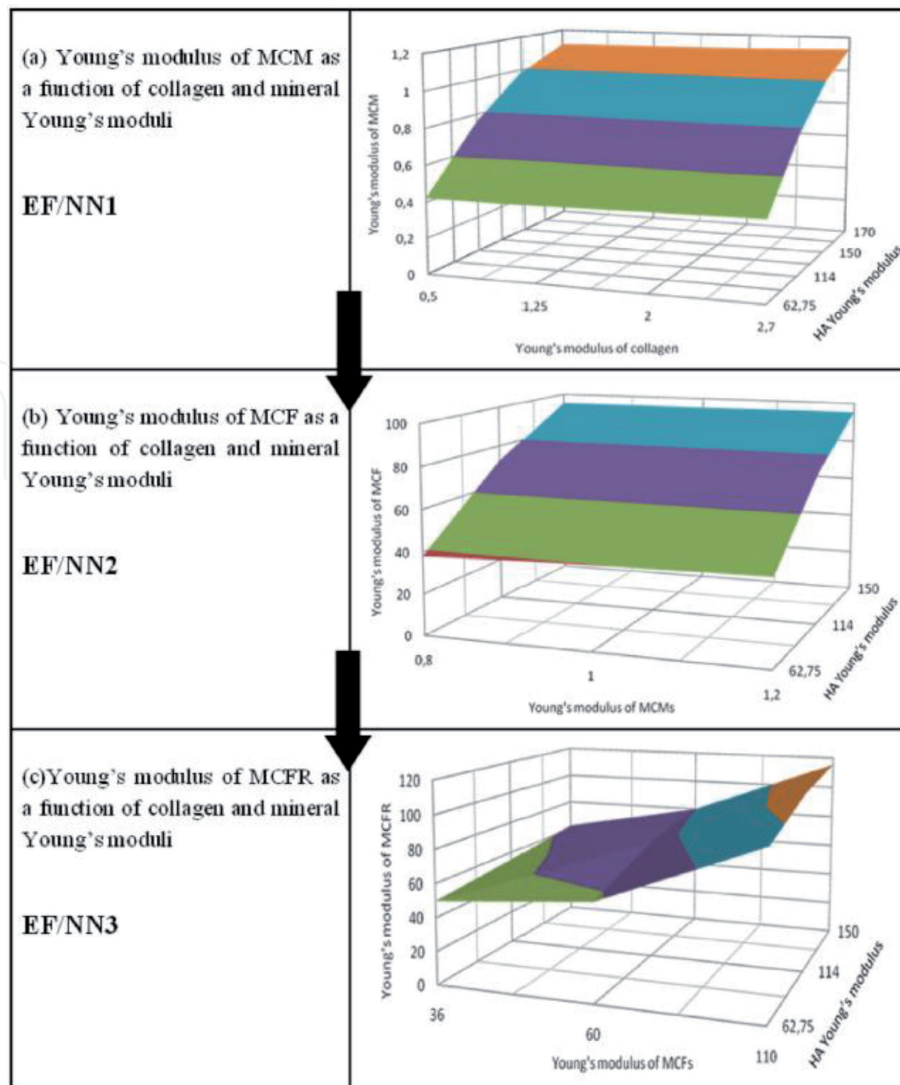 (a) Young's modulus of MCM as
a function of collagen and mineral
Young's moduli
EF/NN1
Young's modulus of MCM
1,2
1
0,8
0,6
0,4
0,2
0
0,5
1,25
2
2,7
Young's modulus of collagen
170
150
114
62,75
HA Young's modulus
(b) Young's modulus of MCF as a
function of collagen and mineral
Young's moduli
EF/NN2
Young's modulus of MCF
100
80
60
40
20
0
0,8
1
1,2
Young's modulus of MCMs
150
114
62,75
HA Young's modulus
(c)Young's modulus of MCFR as
a function of collagen and mineral
Young's moduli
EF/NN3
Young's modulus of MCFR
120
100
80
60
40
20
0
36
60
110
Young's modulus of MCFs
150
114
62,75
HA Young's modulus